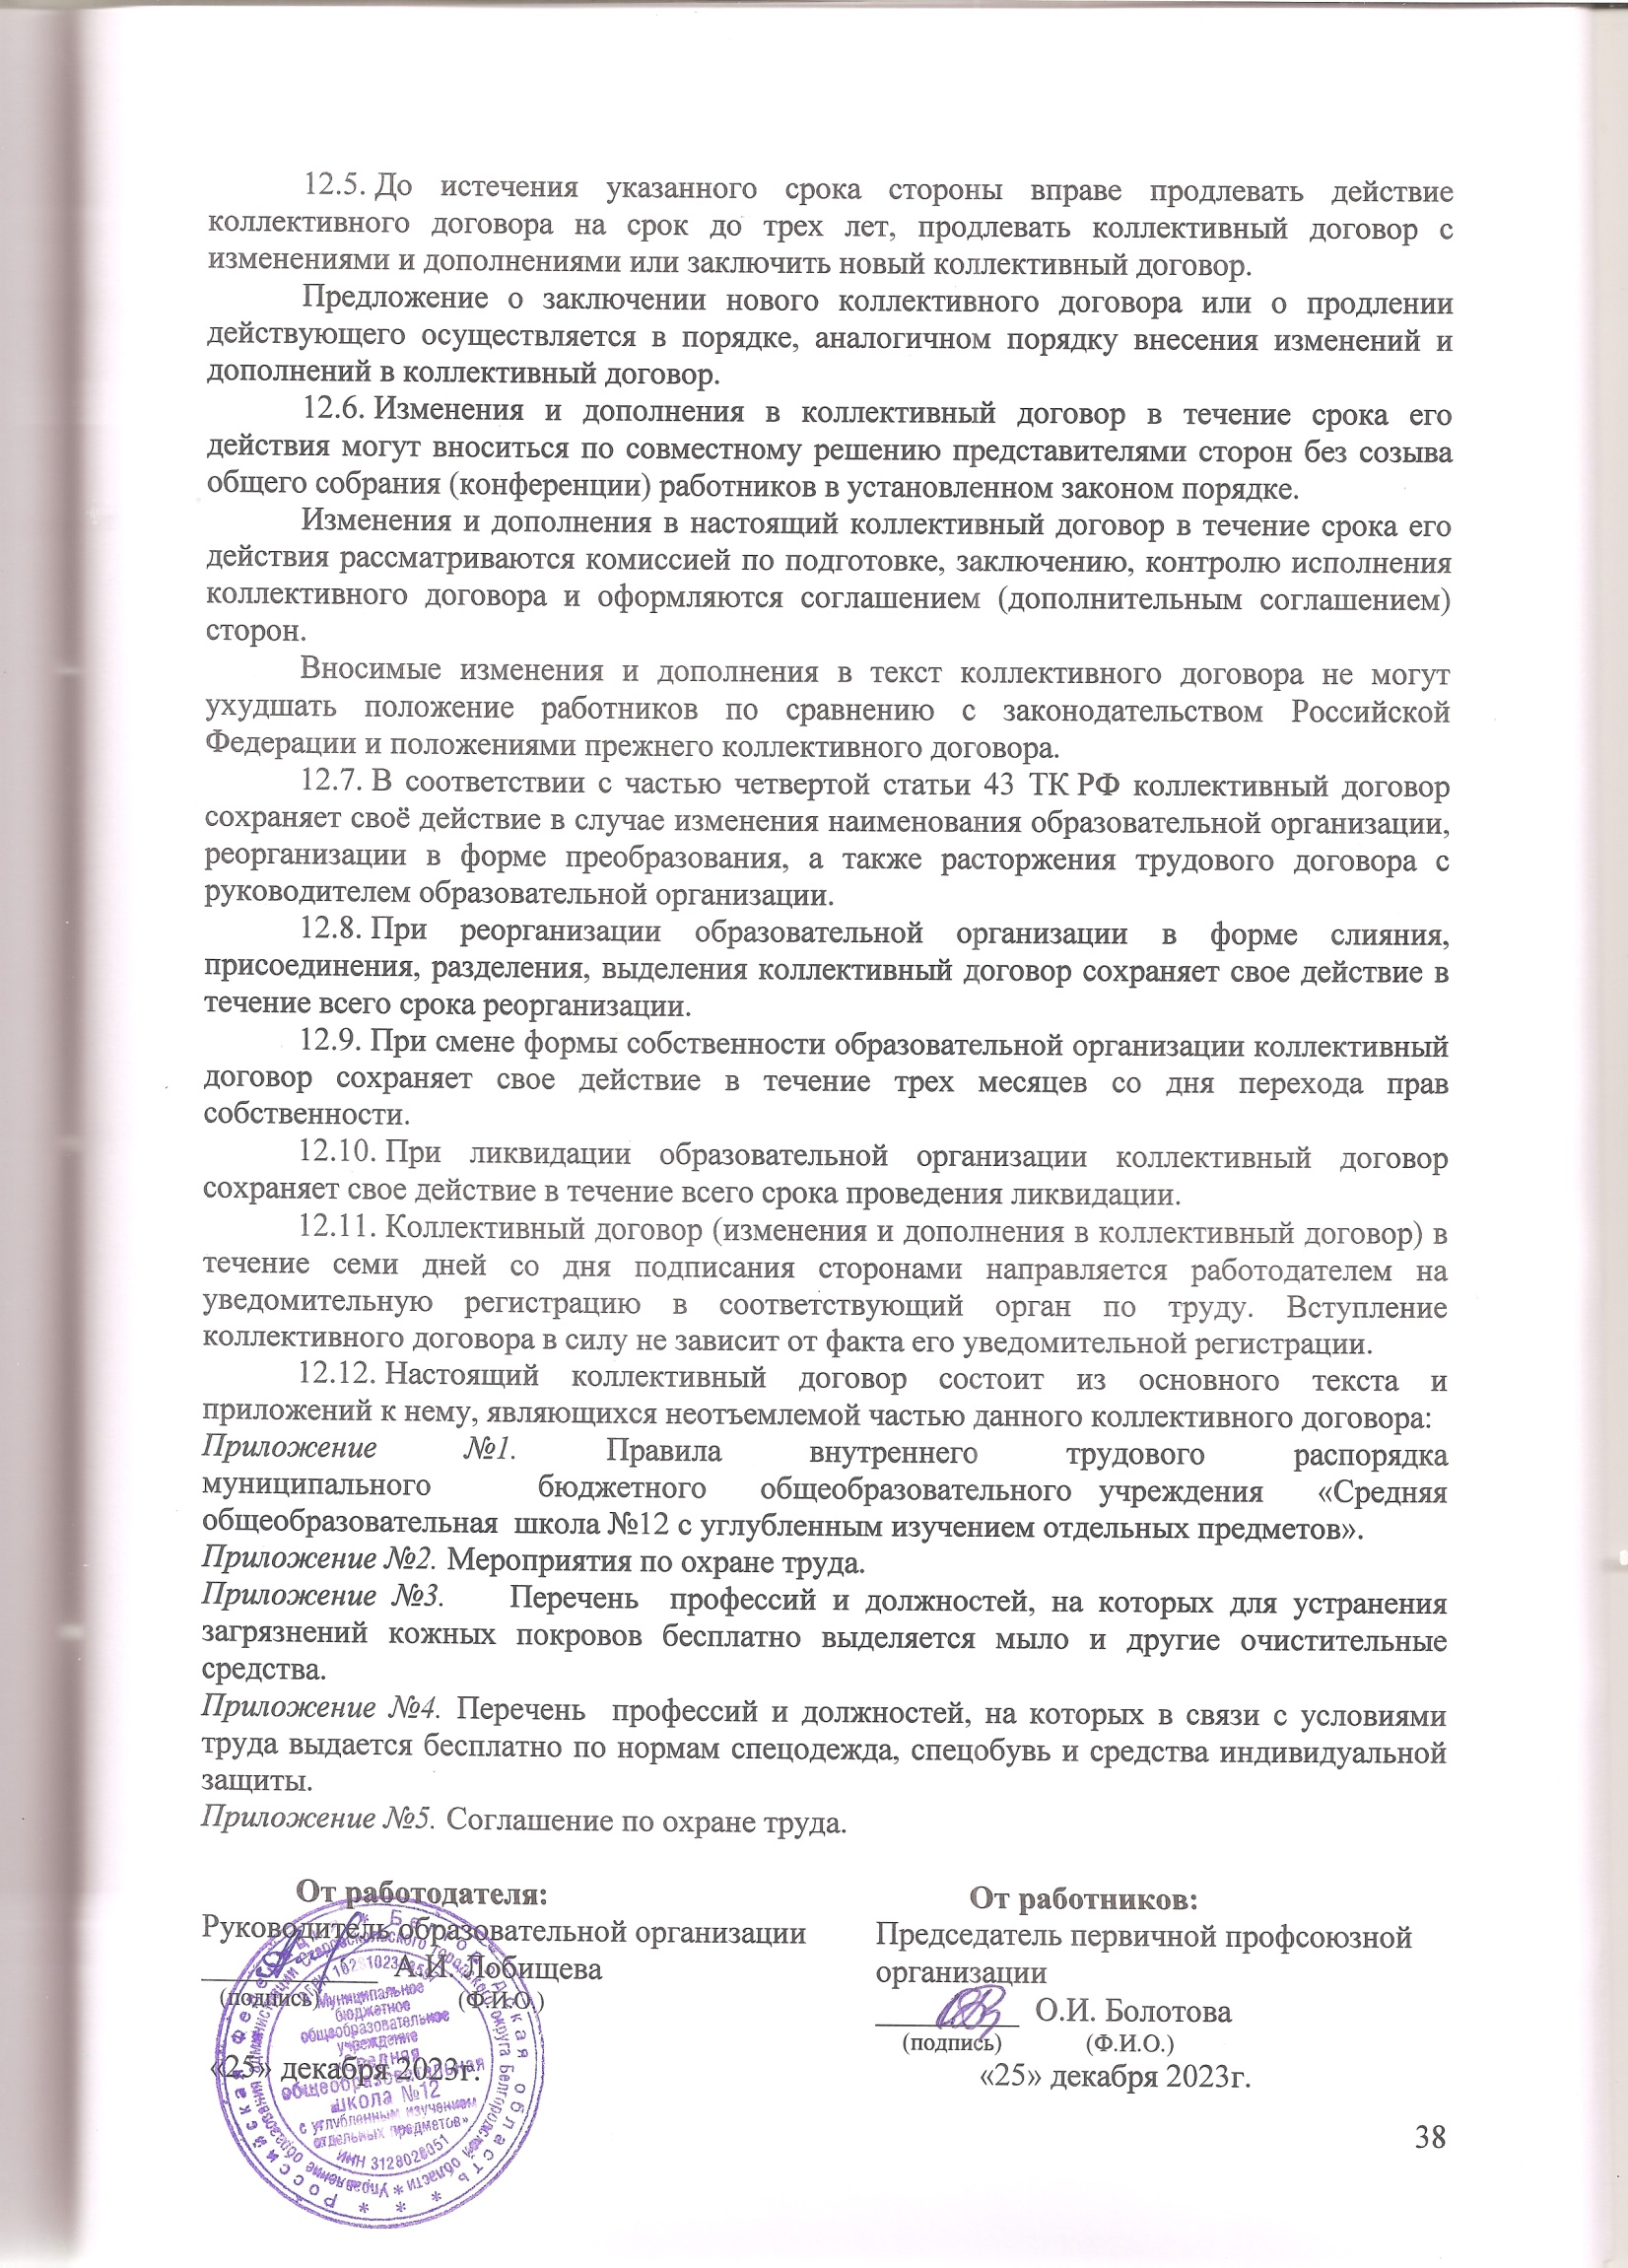 12.5. До истечения указанного срока стороны вправе продлевать действие
коллективного договора на срок до трех лет, продлевать коллективный договор с
изменениями и дополнениями или заключить новый коллективный договор.
Предложение о заключении нового коллективного договора или о продлении
действующего осуществляется в порядке, аналогичном порядку внесения изменений и
дополнений в коллективный договор.
12.6. Изменения и дополнения в коллективный договор в течение срока его
действия могут вноситься по совместному решению представителями сторон без созыва
общего собрания (конференции) работников в установленном законом порядке.
Изменения и дополнения в настоящий коллективный договор в течение срока его
действия рассматриваются комиссией по подготовке, заключению, контролю исполнения
коллективного договора и оформляются соглашением (дополнительным соглашением)
сторон.
Вносимые изменения и дополнения в текст коллективного договора не могут
ухудшать положение работников по сравнению с законодательством Российской
Федерации и положениями прежнего коллективного договора.
12.7. В соответствии с частью четвертой статьи 43 ТК РФ коллективный договор
сохраняет своё действие в случае изменения наименования образовательной организации,
реорганизации в форме преобразования, а также расторжения трудового договора с
руководителем образовательной организации.
12.8. При реорганизации образовательной организации в форме слияния,
присоединения, разделения, выделения коллективный договор сохраняет свое действие в
течение всего срока реорганизации.
12.9. При смене формы собственности образовательной организации коллективный
договор сохраняет свое действие в течение трех месяцев со дня перехода прав
собственности.
12.10. При ликвидации образовательной организации коллективный договор
сохраняет свое действие в течение всего срока проведения ликвидации.
12.11. Коллективный договор (изменения и дополнения в коллективный договор) в
течение семи дней со дня подписания сторонами направляется работодателем на
уведомительную регистрацию в соответствующий орган по труду. Вступление
коллективного договора в силу не зависит от факта его уведомительной регистрации.
12.12. Настоящий коллективный договор состоит из основного текста и
приложений к нему, являющихся неотъемлемой частью данного коллективного договора:
Приложение №1. Правила внутреннего трудового распорядка
муниципального бюджетного общеобразовательного учреждения «Средняя
общеобразовательная школа №12 с углубленным изучением отдельных предметов».
Приложение №2. Мероприятия по охране труда.
Приложение №3. Перечень профессий и должностей, на которых для устранения
загрязнений кожных покровов бесплатно выделяется мыло и другие очистительные
средства.
Приложение №4. Перечень профессий и должностей, на которых в связи с условиями
труда выдается бесплатно по нормам спецодежда, спецобувь и средства индивидуальной
защиты.
Приложение №5. Соглашение по охране труда.
От работодателя:
Руководитель образовательной организации
А.И. Лобищева
(подпись) (Ф.И.О.)
«25» декабря 2023г.
От работников:
Председатель первичной профсоюзной
организации
О.И. Болотова
(подпись) (Ф.И.О.)
«25» декабря 2023г.
Российская Федерация * Белгородская область
Управление образования администрации Старооскольского городского округа Белгородской области
Муниципальное
бюджетное
общеобразовательное
учреждение
«Средняя
общеобразовательная
школа №12
с углубленным изучением
отдельных предметов»
ИНН 3128028051
38